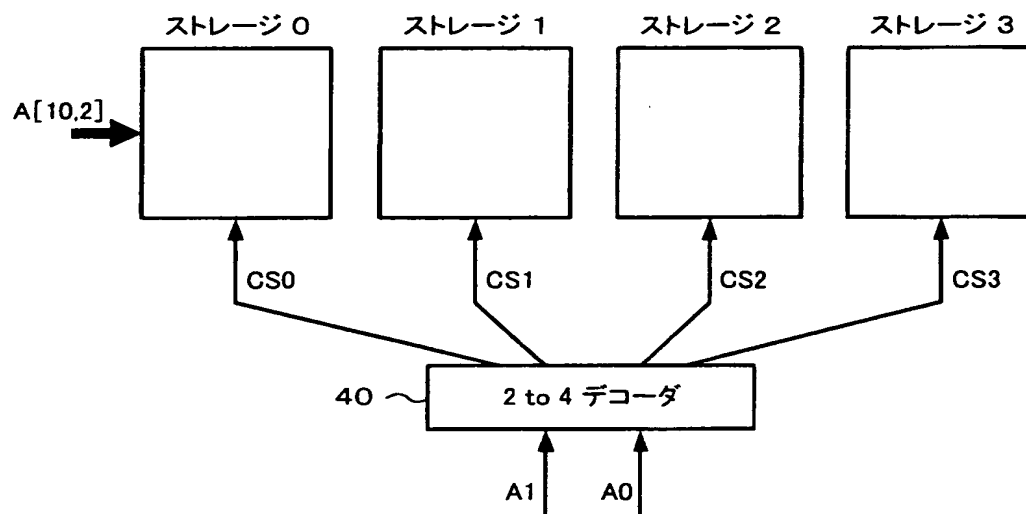 ストレージ 0 ストレージ 1 ストレージ 2 ストレージ 3
A[10,2]
CS0 CS1 CS2 CS3
40 2 to 4 デコーダ
A1 A0